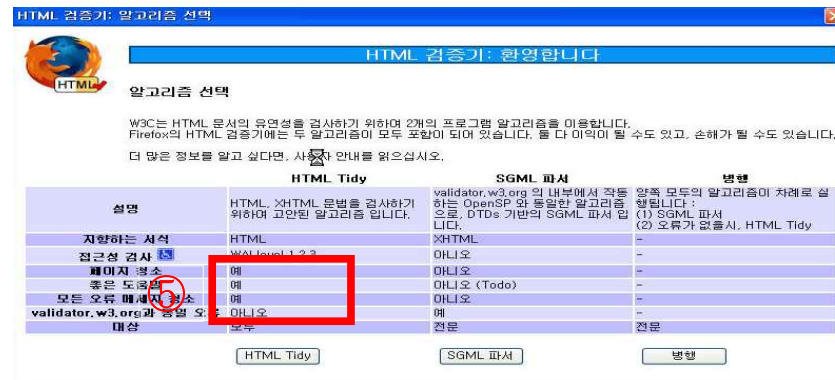 HTML 검증기: 알고리즘 선택
HTML 검증기: 환영합니다
HTML
알고리즘 선택
W3C는 HTML 문서의 유연성을 검사하기 위하여 2개의 프로그램 알고리즘을 이용합니다.
Firefox의 HTML 검증기에는 두 알고리즘이 모두 포함이 되어 있습니다. 둘 다 이익이 될 수도 있고, 손해가 될 수도 있습니다.
더 많은 정보를 알고 싶다면, 안내를 읽으십시오.
HTML Tidy SGML 파서 병행
설명 HTML, XHTML 문법을 검사하기 위하여 고안된 알고리즘 입니다. validator.w3.org 의 내부에서 작동하는 OpenSP 와 동일한 알고리즘으로, DTDs 기반의 SGML 파서 입니다. 양쪽 모두의 알고리즘이 차례로 실행됩니다 : (1) SGML 파서 (2) 오류가 없을시, HTML Tidy
지향하는 서식 HTML XHTML -
접근성 검사 WAI level 1,2,3 아니오 -
페이지 청소 예 아니오 -
좋은 예 아니오 (Todo) -
모든 오류 청소 예 아니오 -
validator.w3.org과 동일 아니오 예 -
대상 모두 전문 전문
⑤
HTML Tidy SGML 파서 병행